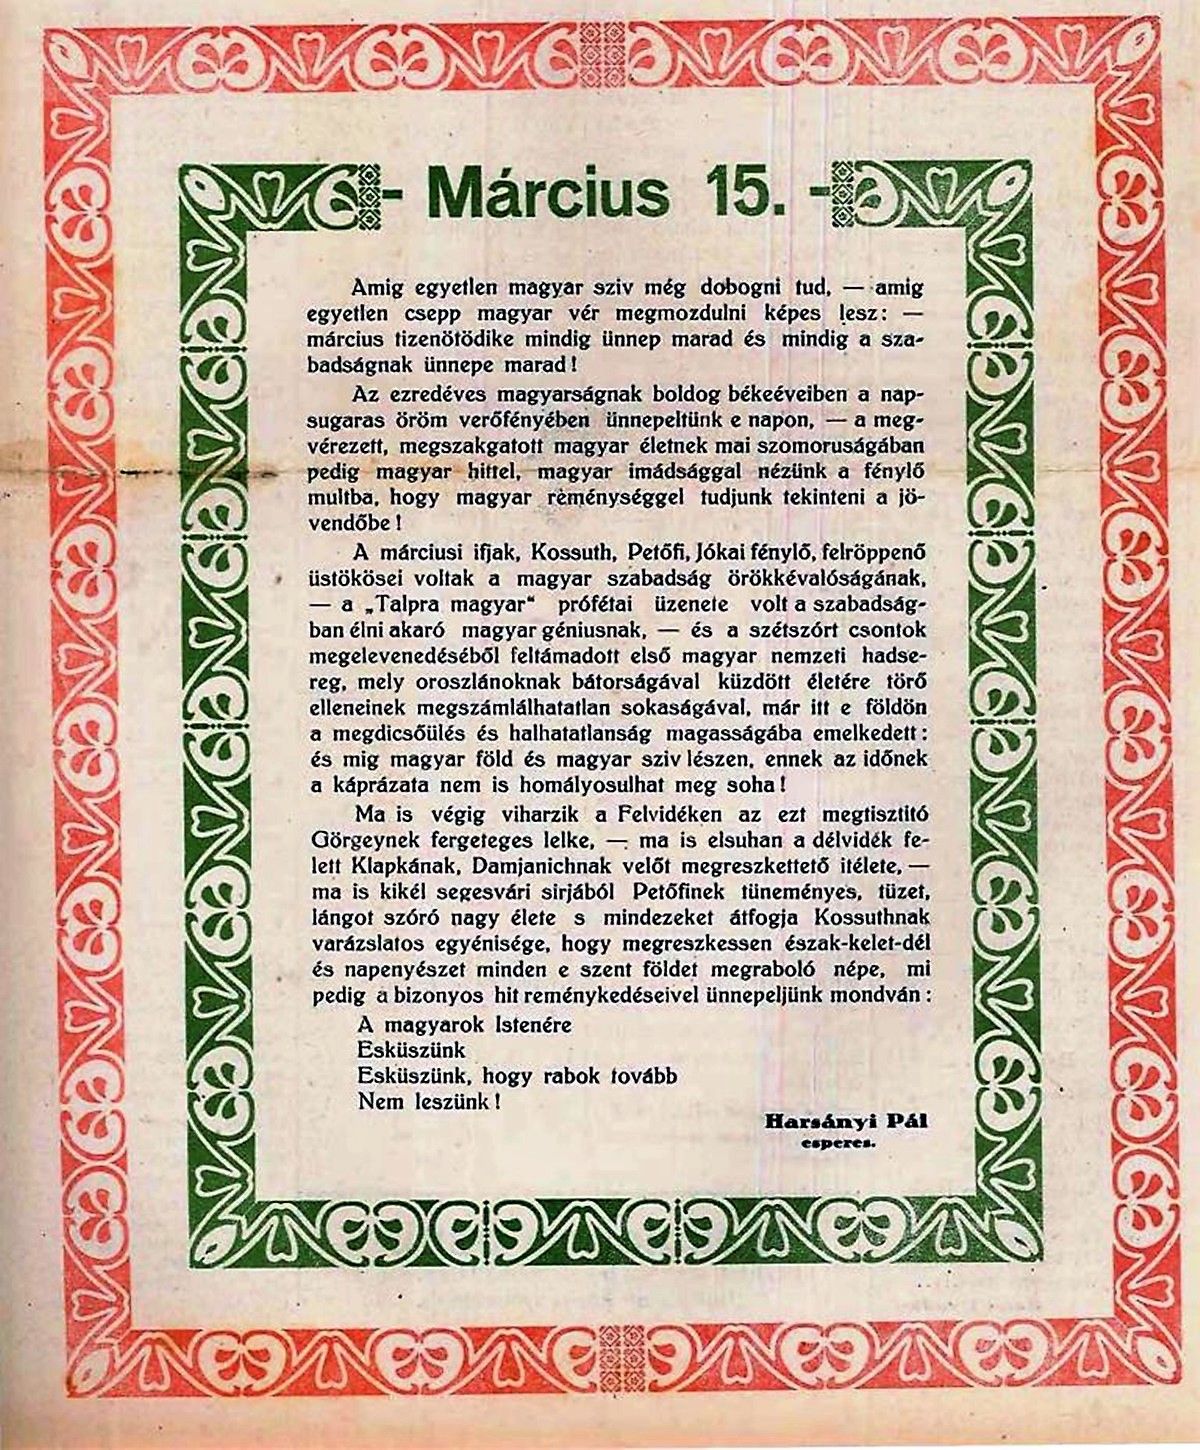 - Március 15. -
Amig egyetlen magyar sziv még dobogni tud, — amig
egyetlen csepp magyar vér megmozdulni képes lesz: —
március tizenötödike mindig ünnep marad és mindig a sza-
badságnak ünnepe marad!
Az ezredéves magyarságnak boldog békeéveiben a nap-
sugaras öröm verőfényében ünnepeltünk e napon, — a meg-
vérezett, megszakgatott magyar életnek mai szomoruságában
pedig magyar hittel, magyar imádsággal nézünk a fénylő
multba, hogy magyar reménységgel tudjunk tekinteni a jö-
vendőbe!
A márciusi ifjak, Kossuth, Petőfi, Jókai fénylő, felröppenő
üstökösei voltak a magyar szabadság örökkévalóságának,
— a „Talpra magyar" prófétai üzenete volt a szabadság-
ban élni akaró magyar géniusnak, — és a szétszórt csontok
megelevenedéséből feltámadott első magyar nemzeti hadse-
reg, mely oroszlánoknak bátorságával küzdött életére törő
elleneinek megszámlálhatatlan sokaságával, már itt e földön
a megdicsőülés és halhatatlanság magasságába emelkedett:
és mig magyar föld és magyar sziv lészen, ennek az időnek
a káprázata nem is homályosulhat meg soha!
Ma is végig viharzik a Felvidéken az ezt megtisztitó
Görgeynek fergeteges lelke, — ma is elsuhan a délvidék fe-
lett Klapkának, Damjanichnak velőt megreszkettető itélete, —
ma is kikél segesvári sirjából Petőfinek tüneményes, tüzet,
lángot szóró nagy élete s mindezeket átfogja Kossuthnak
varázslatos egyénisége, hogy megreszkessen észak-kelet-dél
és napenyészet minden e szent földet megraboló népe, mi
pedig a bizonyos hit reménykedéseivel ünnepeljünk mondván:
A magyarok Istenére
Esküszünk
Esküszünk, hogy rabok tovább
Nem leszünk!
Harsányi Pál
esperes.